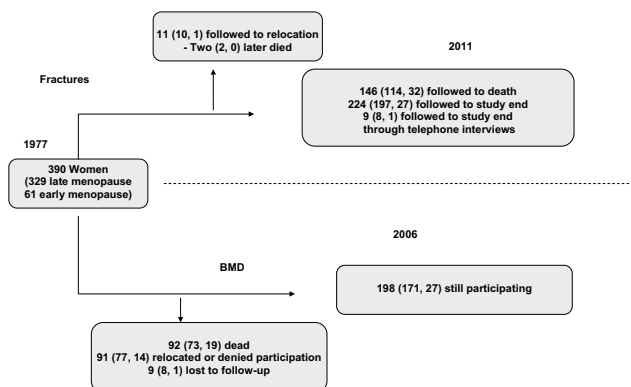 11 (10, 1) followed to relocation
- Two (2, 0) later died
2011
Fractures
146 (114, 32) followed to death
224 (197, 27) followed to study end
9 (8, 1) followed to study end
through telephone interviews
1977
390 Women
(329 late menopause
61 early menopause)
2006
BMD
198 (171, 27) still participating
92 (73, 19) dead
91 (77, 14) relocated or denied participation
9 (8, 1) lost to follow-up